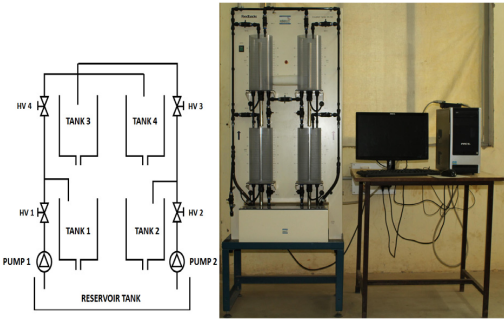 HV 4
TANK 3
TANK 4
HV 3
HV 1
TANK 1
TANK 2
HV 2
PUMP 1
PUMP 2
RESERVOIR TANK